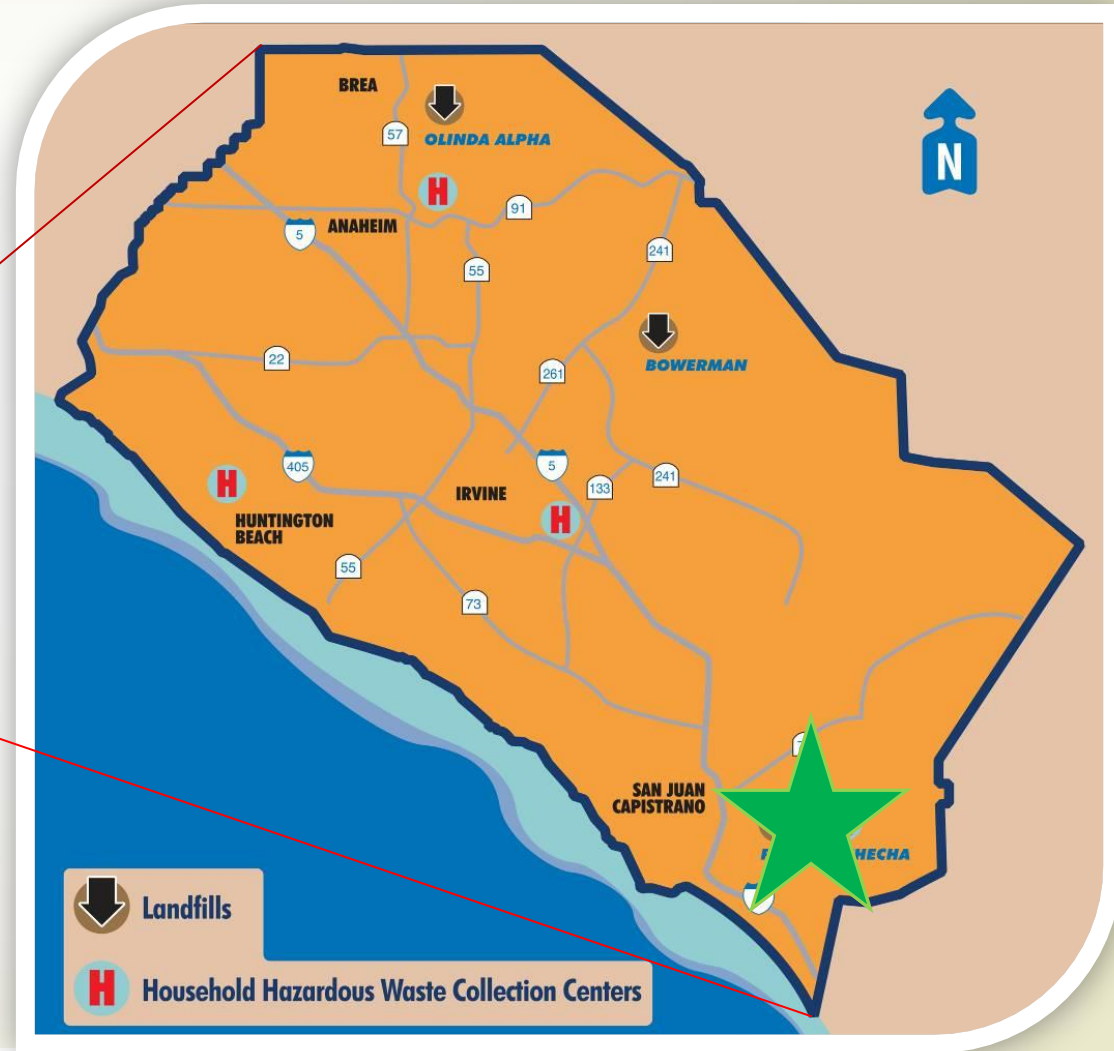 BREA
OLINDA ALPHA
57
N
91
ANAHEIM
5
241
55
BOWERMAN
22
261
405
5
IRVINE
241
133
HUNTINGTON
BEACH
H
H
H
55
73
SAN JUAN
CAPISTRANO
HECHA
Landfills
H Household Hazardous Waste Collection Centers